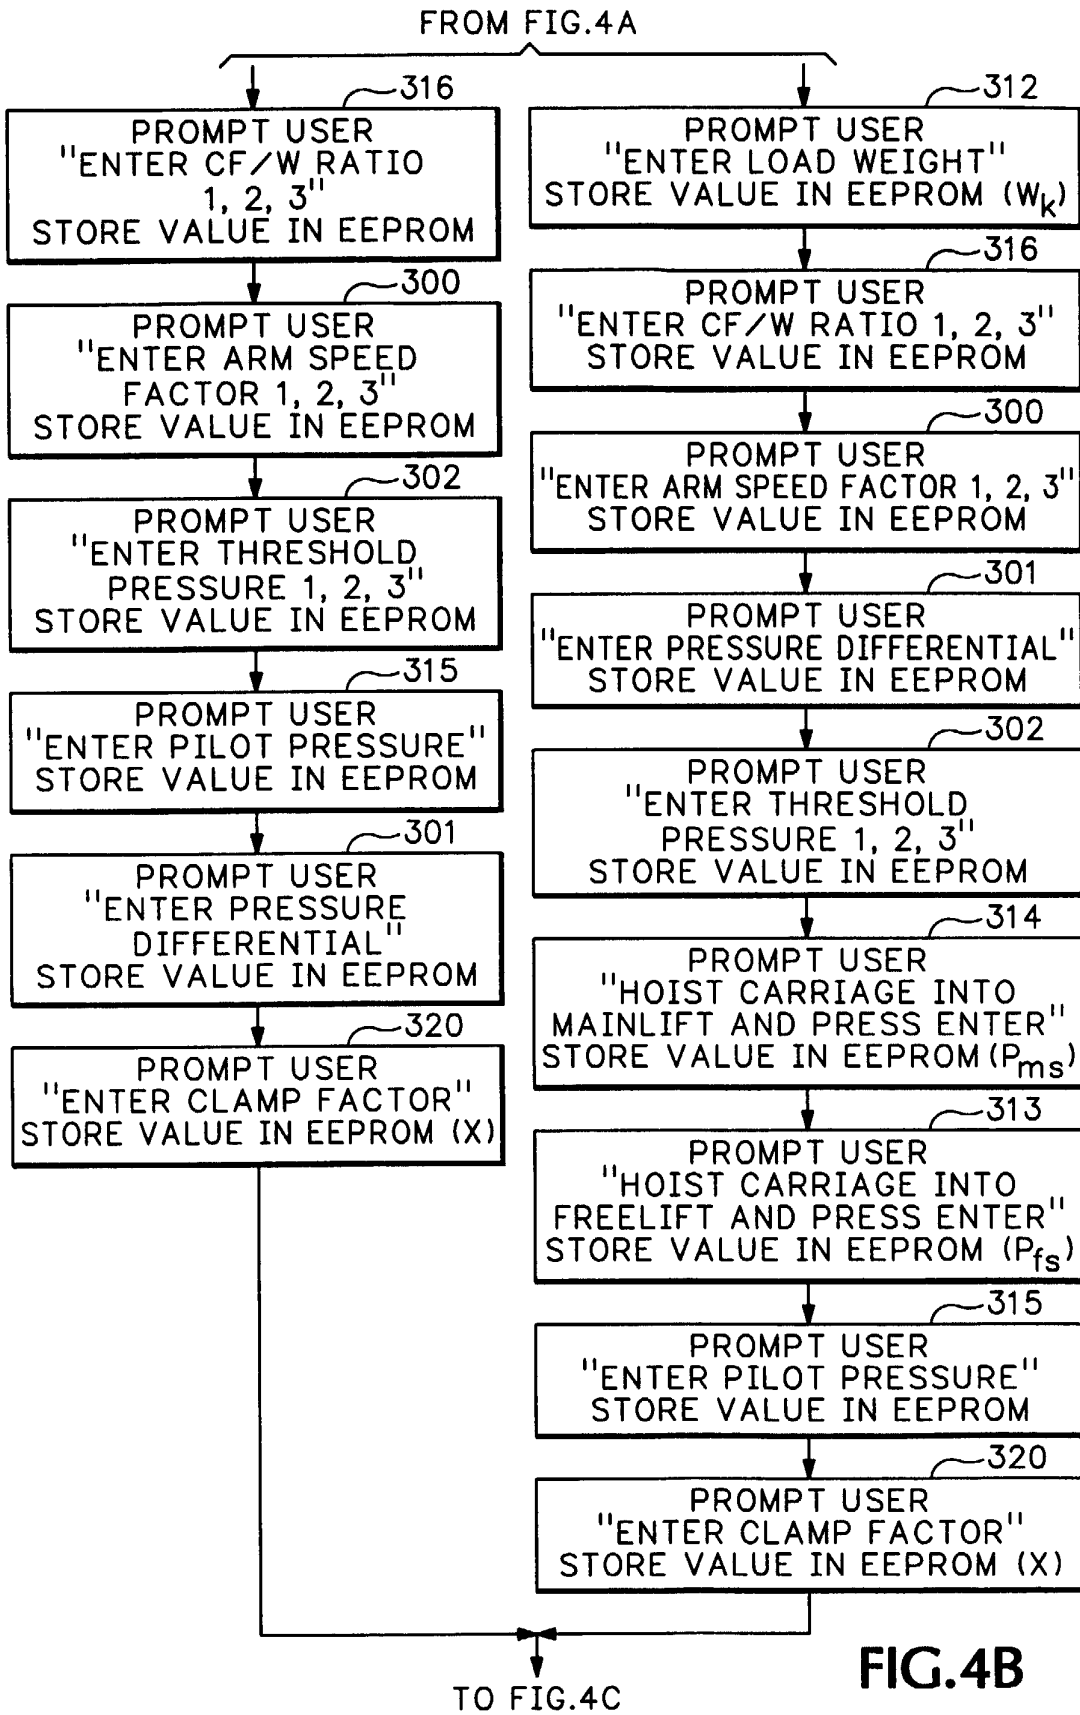 FROM FIG.4A
316
PROMPT USER
"ENTER CF/W RATIO
1, 2, 3"
STORE VALUE IN EEPROM
300
PROMPT USER
"ENTER ARM SPEED
FACTOR 1, 2, 3"
STORE VALUE IN EEPROM
302
PROMPT USER
"ENTER THRESHOLD
PRESSURE 1, 2, 3"
STORE VALUE IN EEPROM
315
PROMPT USER
"ENTER PILOT PRESSURE"
STORE VALUE IN EEPROM
301
PROMPT USER
"ENTER PRESSURE
DIFFERENTIAL"
STORE VALUE IN EEPROM
320
PROMPT USER
"ENTER CLAMP FACTOR"
STORE VALUE IN EEPROM (X)
312
PROMPT USER
"ENTER LOAD WEIGHT"
STORE VALUE IN EEPROM (Wk)
316
PROMPT USER
"ENTER CF/W RATIO 1, 2, 3"
STORE VALUE IN EEPROM
300
PROMPT USER
"ENTER ARM SPEED FACTOR 1, 2, 3"
STORE VALUE IN EEPROM
301
PROMPT USER
"ENTER PRESSURE DIFFERENTIAL"
STORE VALUE IN EEPROM
302
PROMPT USER
"ENTER THRESHOLD
PRESSURE 1, 2, 3"
STORE VALUE IN EEPROM
314
PROMPT USER
"HOIST CARRIAGE INTO
MAINLIFT AND PRESS ENTER"
STORE VALUE IN EEPROM (Pms)
313
PROMPT USER
"HOIST CARRIAGE INTO
FREELIFT AND PRESS ENTER"
STORE VALUE IN EEPROM (Pfs)
315
PROMPT USER
"ENTER PILOT PRESSURE"
STORE VALUE IN EEPROM
320
PROMPT USER
"ENTER CLAMP FACTOR"
STORE VALUE IN EEPROM (X)
TO FIG.4C
FIG.4B